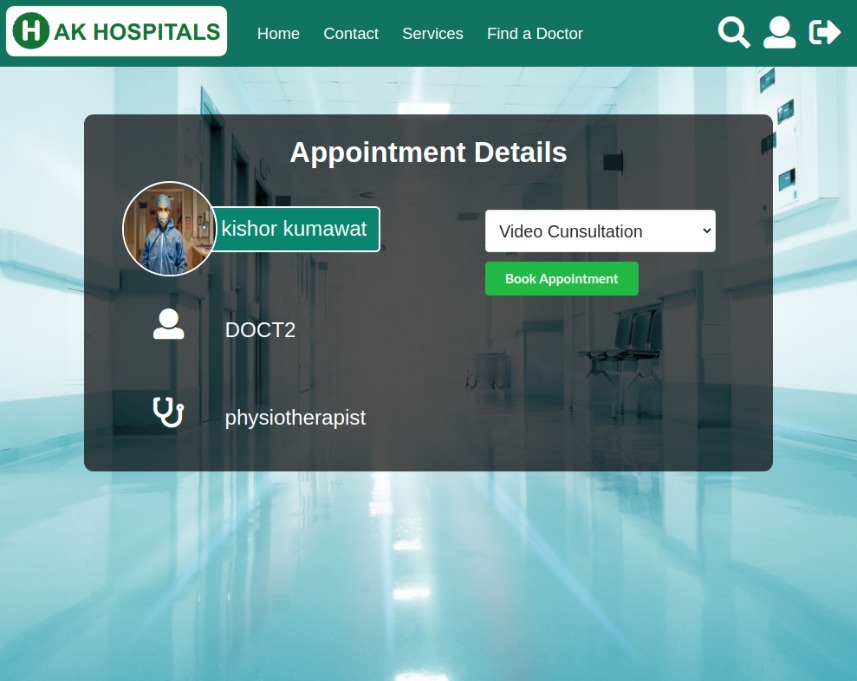 H AK HOSPITALS
Home Contact Services Find a Doctor
Appointment Details
kishor kumawat
Video Cunsultation
Book Appointment
DOCT2
physiotherapist